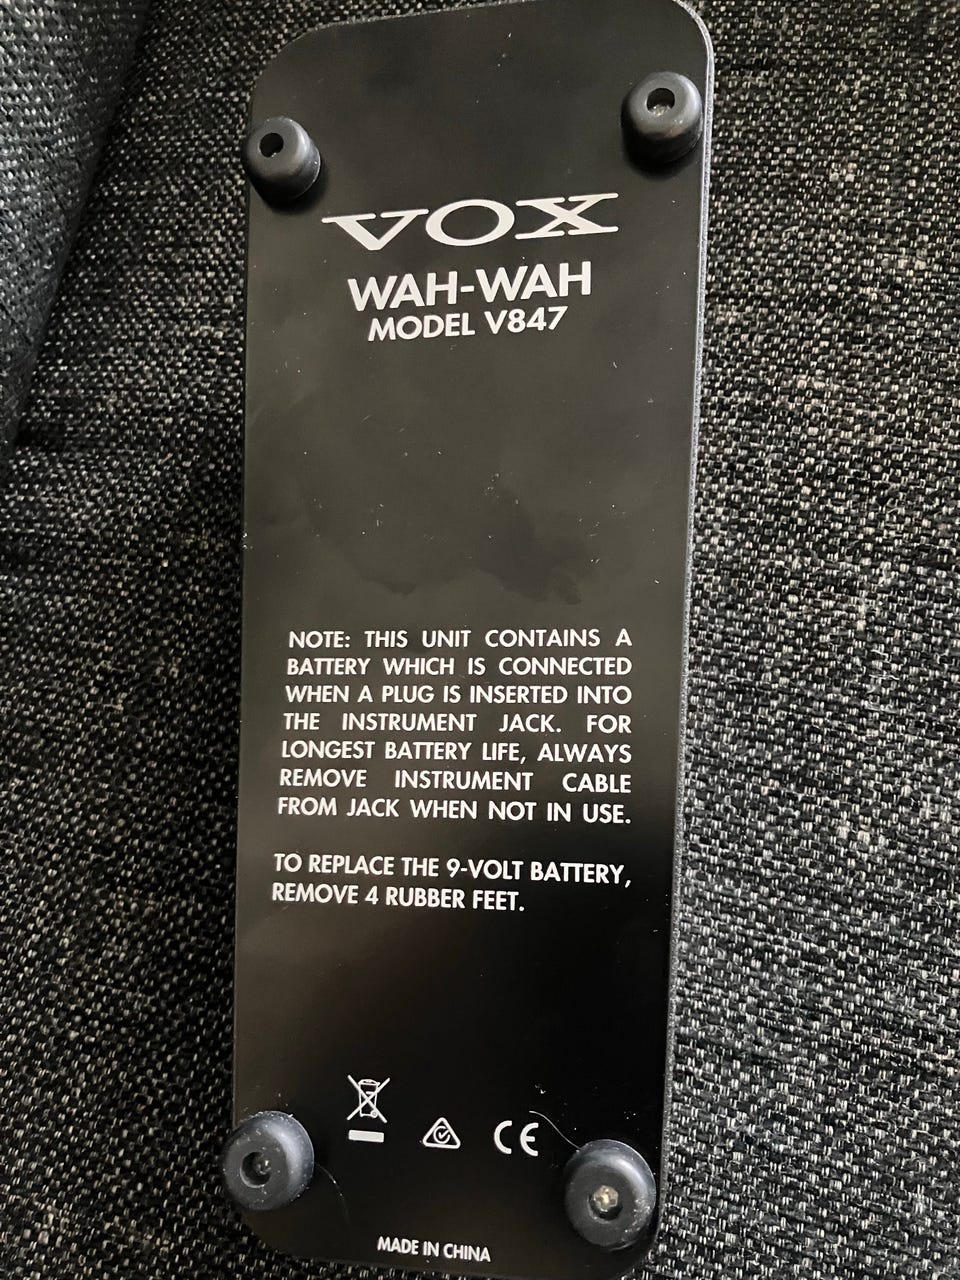 VOX
WAH-WAH
MODEL V847
NOTE: THIS UNIT CONTAINS A
BATTERY WHICH IS CONNECTED
WHEN A PLUG IS INSERTED INTO
THE INSTRUMENT JACK. FOR
LONGEST BATTERY LIFE, ALWAYS
REMOVE INSTRUMENT CABLE
FROM JACK WHEN NOT IN USE.
TO REPLACE THE 9-VOLT BATTERY,
REMOVE 4 RUBBER FEET.
CE
MADE IN CHINA